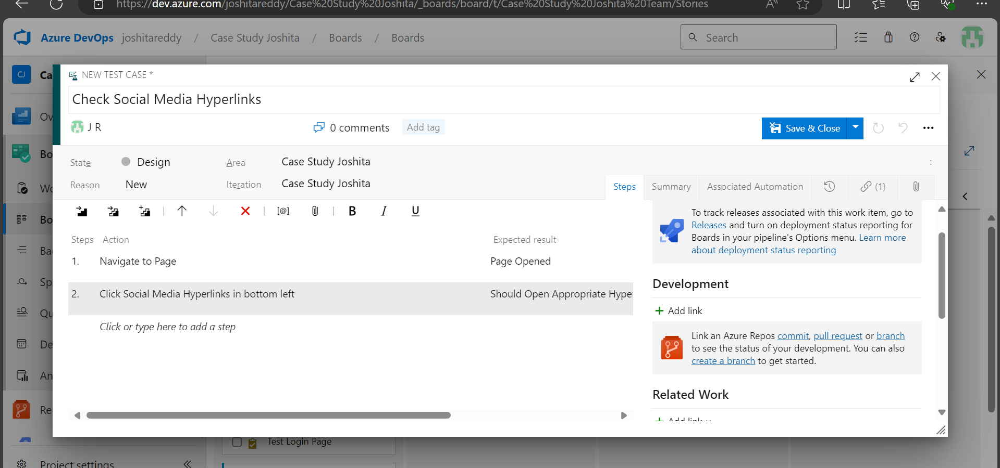 https://dev.azure.com/joshitareddy/Case%20Study%20Joshita/_boards/board/t/Case%20Study%20Joshita%20Team/Stories
Azure DevOps joshitareddy / Case Study Joshita / Boards / Boards
Search
CJ Ca
NEW TEST CASE *
Check Social Media Hyperlinks
J R
0 comments
Add tag
Save & Close
Ov
Bo
Wo
Bo
Ba
Sp
Qu
De
An
Re
Project settings
State Design
Area Case Study Joshita
Reason New
Iteration Case Study Joshita
Steps Summary Associated Automation (1)
[@] B I U
Steps Action Expected result
1. Navigate to Page Page Opened
2. Click Social Media Hyperlinks in bottom left Should Open Appropriate Hyper
Click or type here to add a step
To track releases associated with this work item, go to
Releases and turn on deployment status reporting for
Boards in your pipeline's Options menu. Learn more
about deployment status reporting
Development
+ Add link
Link an Azure Repos commit, pull request or branch
to see the status of your development. You can also
create a branch to get started.
Related Work
+ Add link
Test Login Page